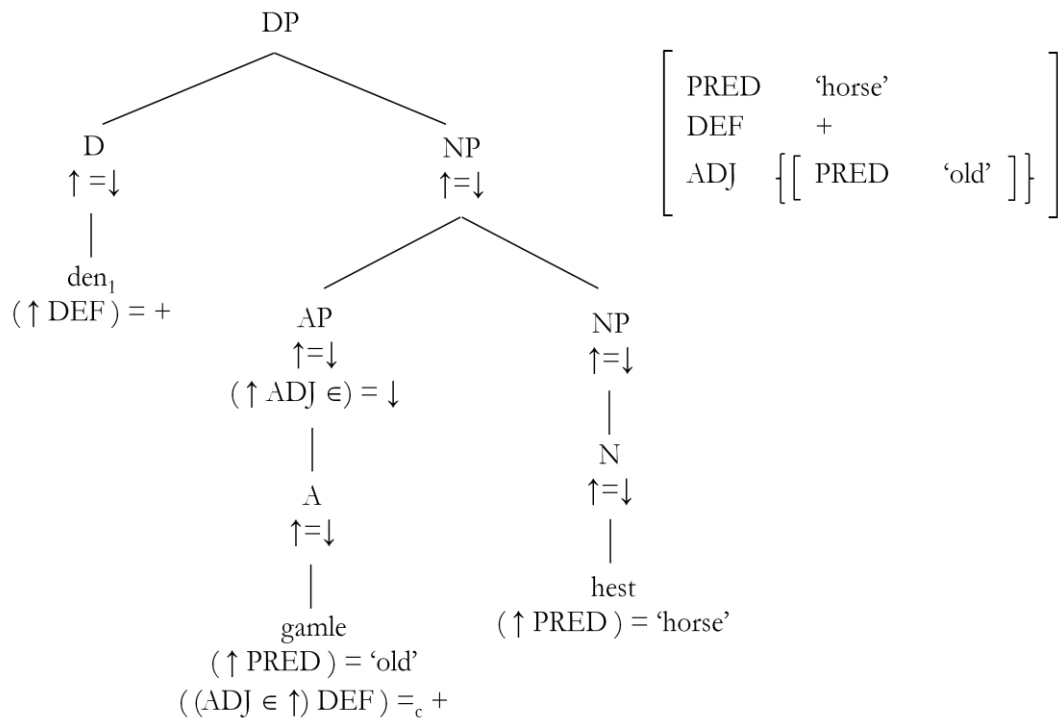 DP
D
↑ =↓
NP
↑=↓
den₁
( ↑ DEF ) = +
AP
↑=↓
( ↑ ADJ ∈) = ↓
NP
↑=↓
A
↑=↓
N
↑=↓
gamle
( ↑ PRED ) = ‘old’
( (ADJ ∈ ↑) DEF ) =c +
hest
( ↑ PRED ) = ‘horse’
PRED ‘horse’
DEF +
ADJ {[ PRED ‘old’ ]}